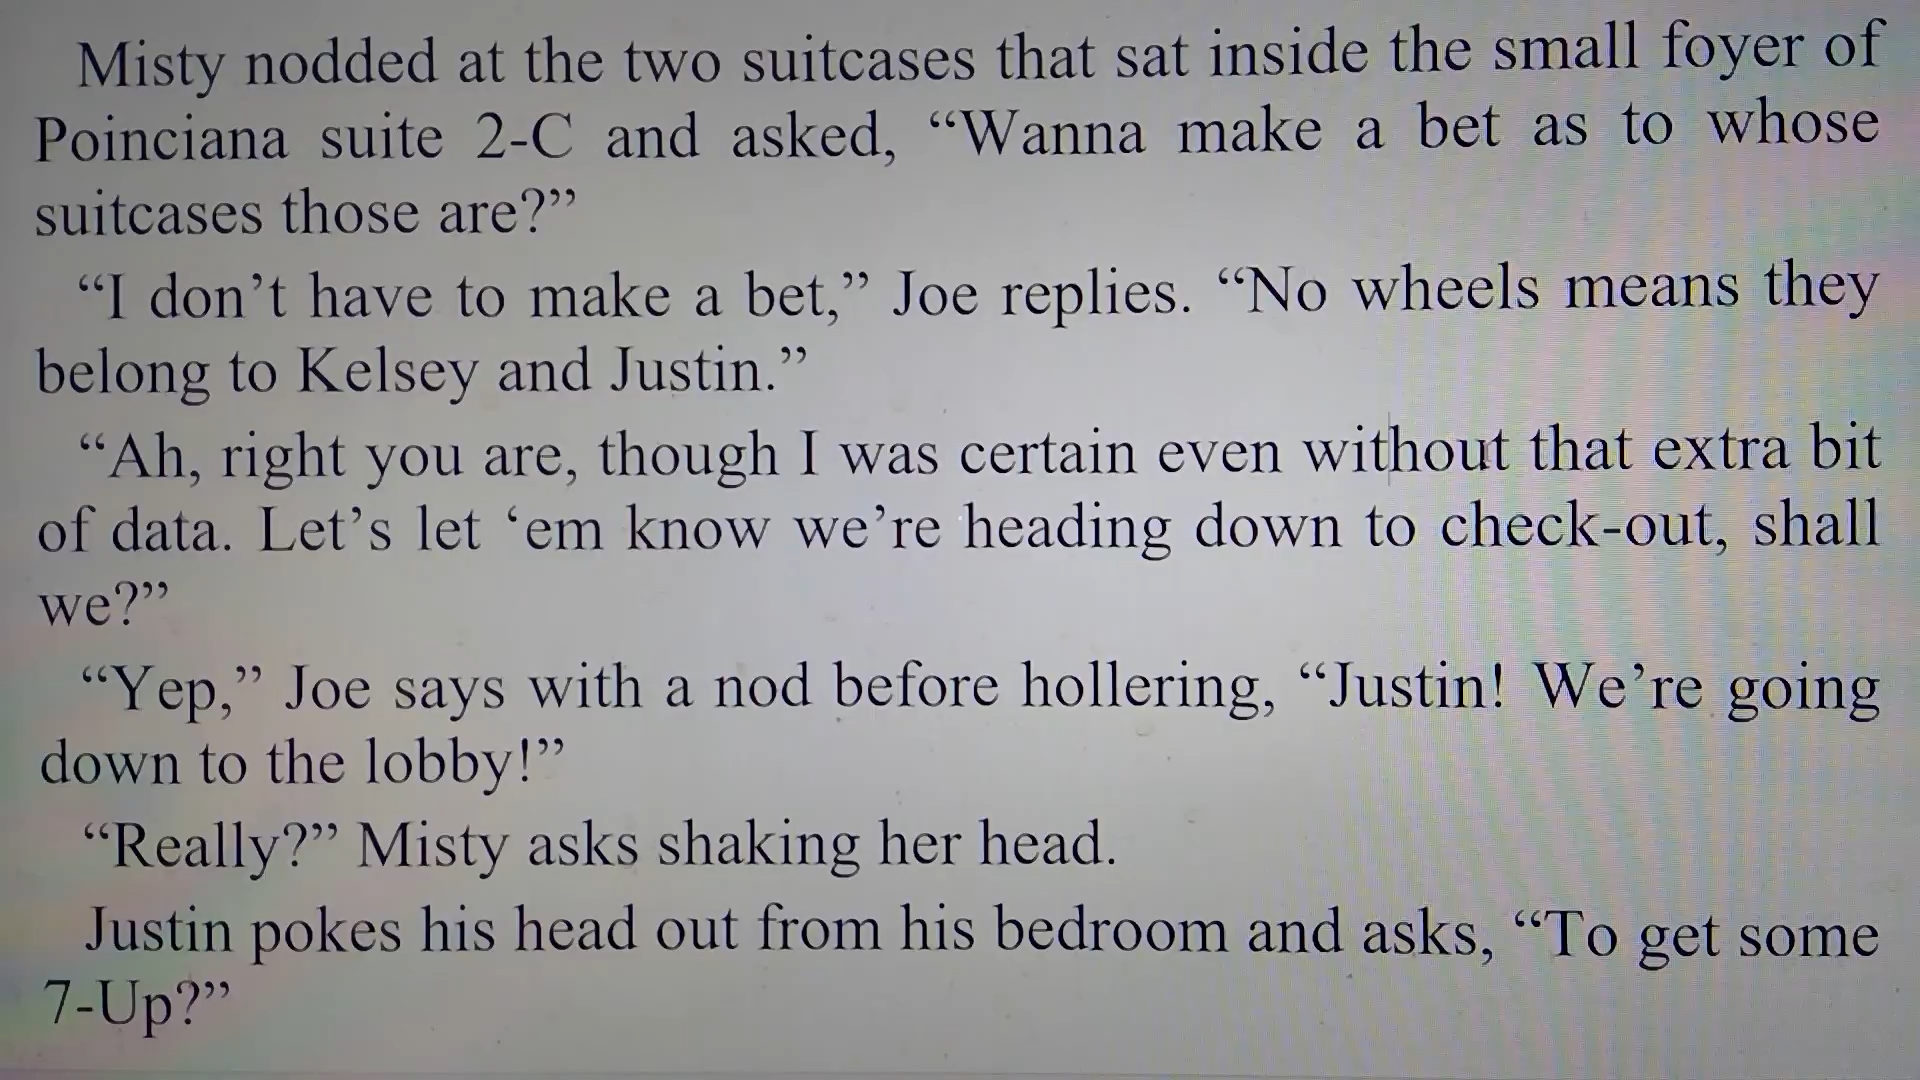 Misty nodded at the two suitcases that sat inside the small foyer of
Poinciana suite 2-C and asked, “Wanna make a bet as to whose
suitcases those are?”
“I don’t have to make a bet,” Joe replies. “No wheels means they
belong to Kelsey and Justin.”
“Ah, right you are, though I was certain even without that extra bit
of data. Let’s let ‘em know we’re heading down to check-out, shall
we?”
“Yep,” Joe says with a nod before hollering, “Justin! We’re going
down to the lobby!”
“Really?” Misty asks shaking her head.
Justin pokes his head out from his bedroom and asks, “To get some
7-Up?”